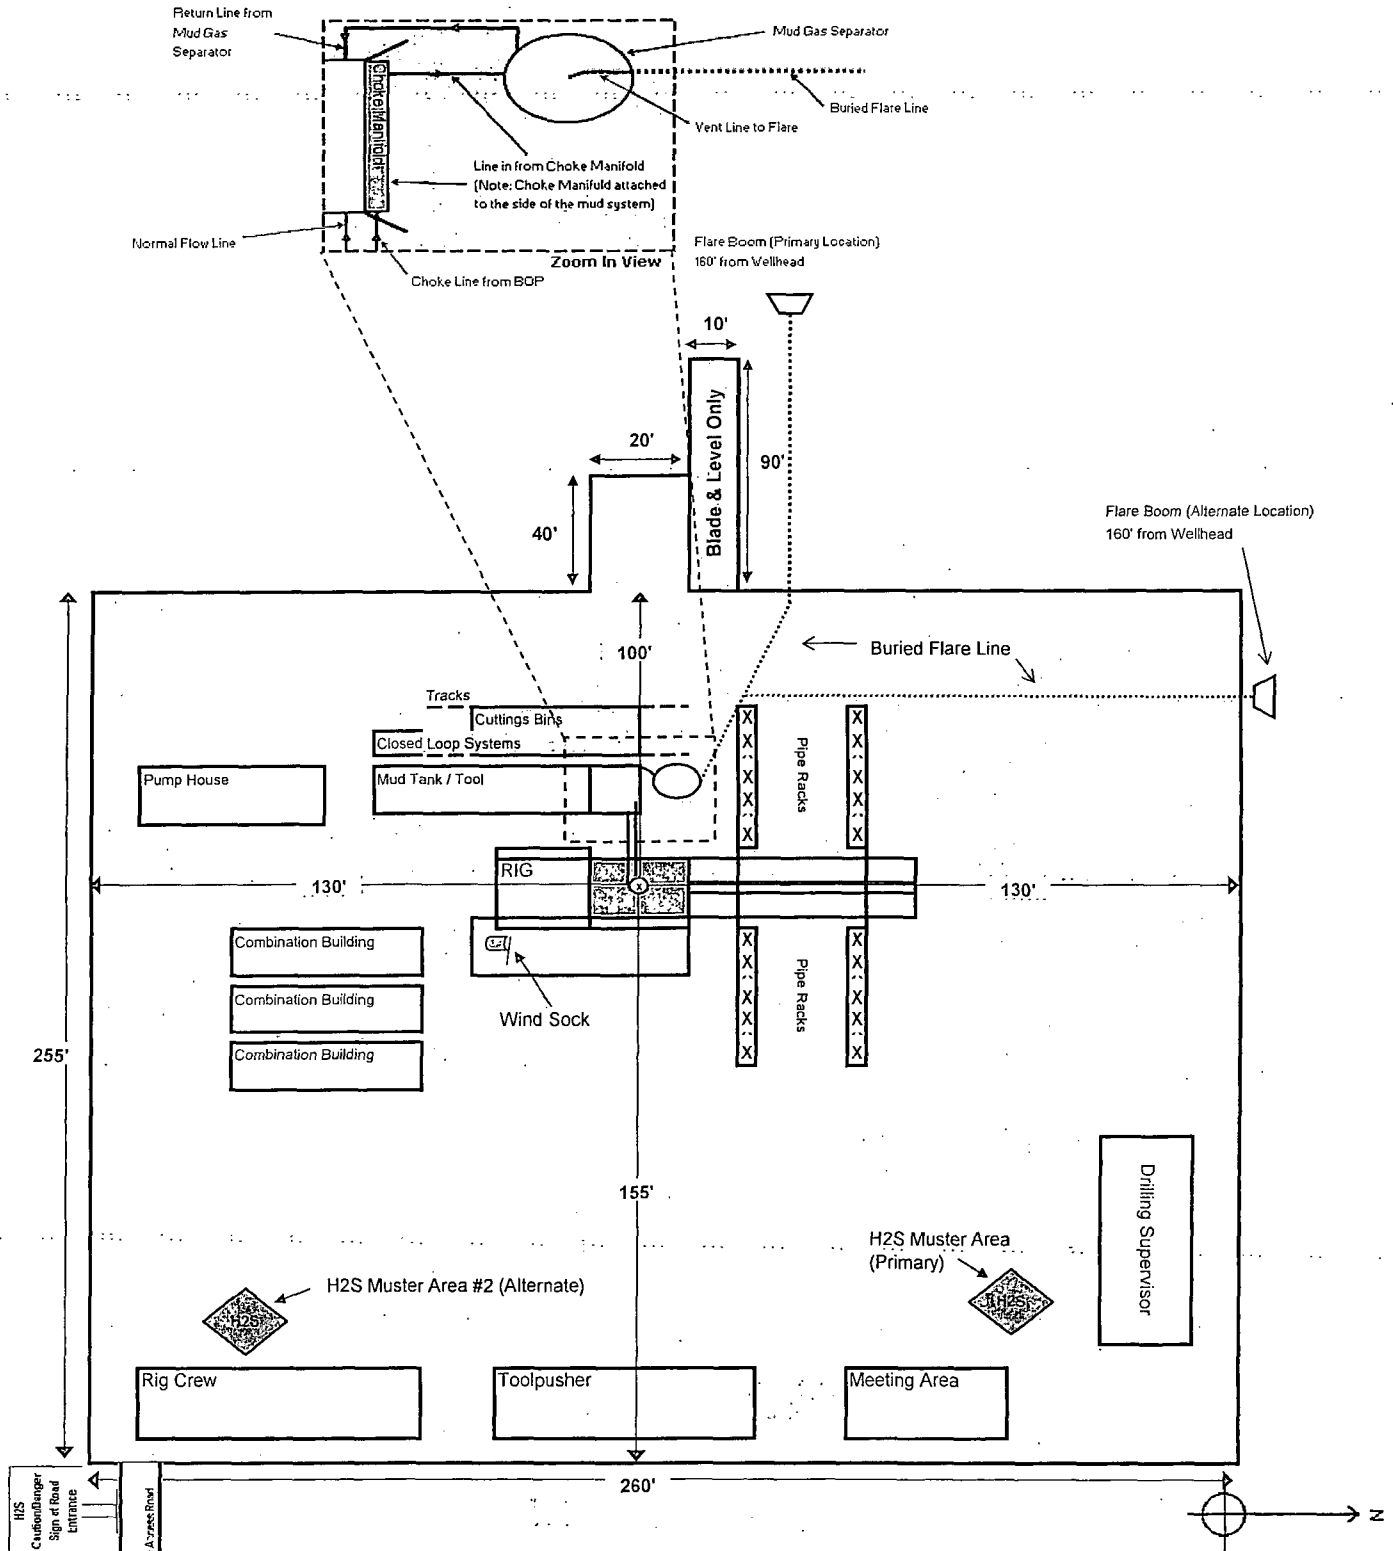 Return Line from
Mud Gas
Separator
Mud Gas Separator
Buried Flare Line
Vent Line to Flare
Choke Manifold
Line in from Choke Manifold
(Note: Choke Manifold attached
to the side of the mud system)
Normal Flow Line
Choke Line from BOP
Zoom In View
Flare Boom (Primary Location)
160' from Wellhead
10'
Blade & Level Only
90'
20'
40'
Flare Boom (Alternate Location)
160' from Wellhead
100'
Buried Flare Line
Tracks
Cuttings Bins
Closed Loop Systems
Pump House
Mud Tank / Tool
X
X
X
X
X
X
X
X
X
X
Pipe Racks
RIG
x
130'
130'
Combination Building
Combination Building
Combination Building
Wind Sock
X
X
X
X
X
X
X
X
X
X
Pipe Racks
255'
155'
Drilling Supervisor
H2S Muster Area
(Primary)
H2S
H2S Muster Area #2 (Alternate)
H2S
Rig Crew
Toolpusher
Meeting Area
260'
H2S
Caution/Danger
Sign at Road
Entrance
Access Road
N